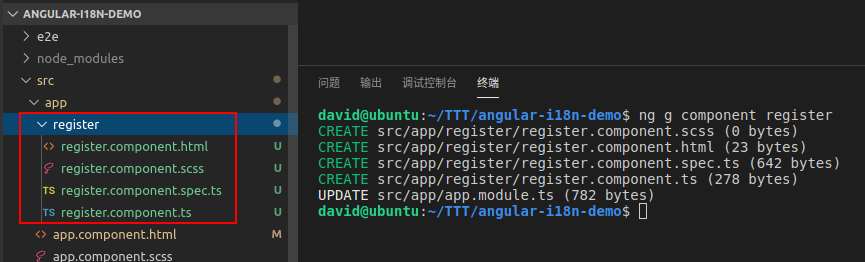 ANGULAR-I18N-DEMO
e2e
node_modules
src
app
register
<> register.component.html U
register.component.scss U
TS register.component.spec.ts U
TS register.component.ts U
<> app.component.html M
app.component.scss
问题 输出 调试控制台 终端
david@ubuntu:~/TTT/angular-i18n-demo$ ng g component register
CREATE src/app/register/register.component.scss (0 bytes)
CREATE src/app/register/register.component.html (23 bytes)
CREATE src/app/register/register.component.spec.ts (642 bytes)
CREATE src/app/register/register.component.ts (278 bytes)
UPDATE src/app/app.module.ts (782 bytes)
david@ubuntu:~/TTT/angular-i18n-demo$